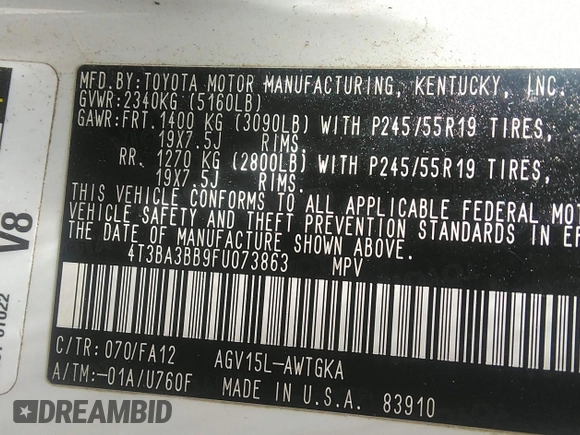 MFD.BY:TOYOTA MOTOR MANUFACTURING, KENTUCKY, INC.
GVWR:2340KG (5160LB)
GAWR:FRT.1400 KG (3090LB) WITH P245/55R19 TIRES,
19X7.5J RIMS.
RR. 1270 KG (2800LB) WITH P245/55R19 TIRES,
19X7.5J RIMS.
THIS VEHICLE CONFORMS TO ALL APPLICABLE FEDERAL MOT
VEHICLE SAFETY AND THEFT PREVENTION STANDARDS IN EF
THE DATE OF MANUFACTURE SHOWN ABOVE.
4T3BA3BB9FU073863 MPV
C/TR: 070/FA12 AGV15L-AWTGKA
A/TM:-01A/U760F
MADE IN U.S.A. 83910
V8
DREAMBID